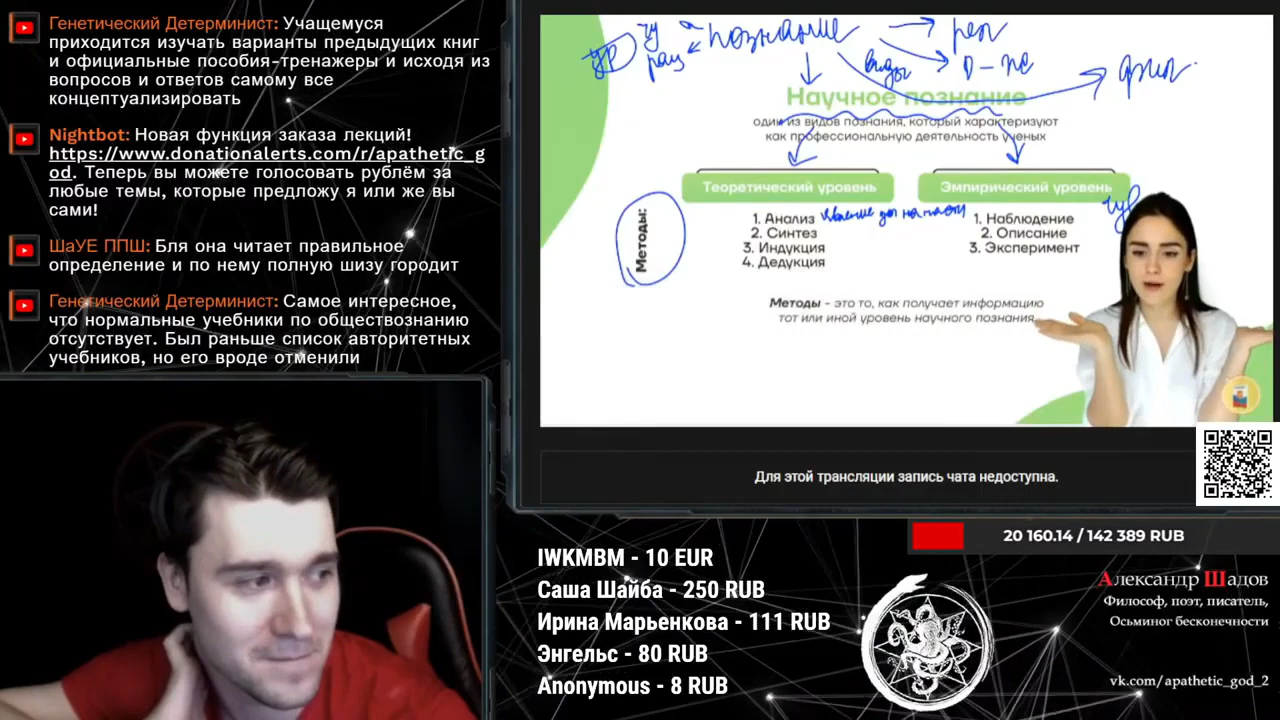 Генетический Детерминист: Учащемуся
приходится изучать варианты предыдущих книг
и официальные пособия-тренажеры и исходя из
вопросов и ответов самому все
концептуализировать
Nightbot: Новая функция заказа лекций!
https://www.donationalerts.com/r/apathetic_g
od. Теперь вы можете голосовать рублём за
любые темы, которые предложу я или же вы
сами!
ШаУЕ ППШ: Бля она читает правильное
определение и по нему полную шизу городит
Генетический Детерминист: Самое интересное,
что нормальные учебники по обществознанию
отсутствует. Был раньше список авторитетных
учебников, но его вроде отменили
чу
рац
познание
рел
виды
Научное познание
один из видов познания, который характеризуют
как профессиональную деятельность ученых
Теоретический уровень
Эмпирический уровень
Методы:
1. Анализ
2. Синтез
3. Индукция
4. Дедукция
1. Наблюдение
2. Описание
3. Эксперимент
Методы - это то, как получает информацию
тот или иной уровень научного познания.
Для этой трансляции запись чата недоступна.
20 160.14 / 142 389 RUB
IWKMBM - 10 EUR
Саша Шайба - 250 RUB
Ирина Марьенкова - 111 RUB
Энгельс - 80 RUB
Anonymous - 8 RUB
Александр Шадов
Философ, поэт, писатель,
Осьминог бесконечности
vk.com/apathetic_god_2